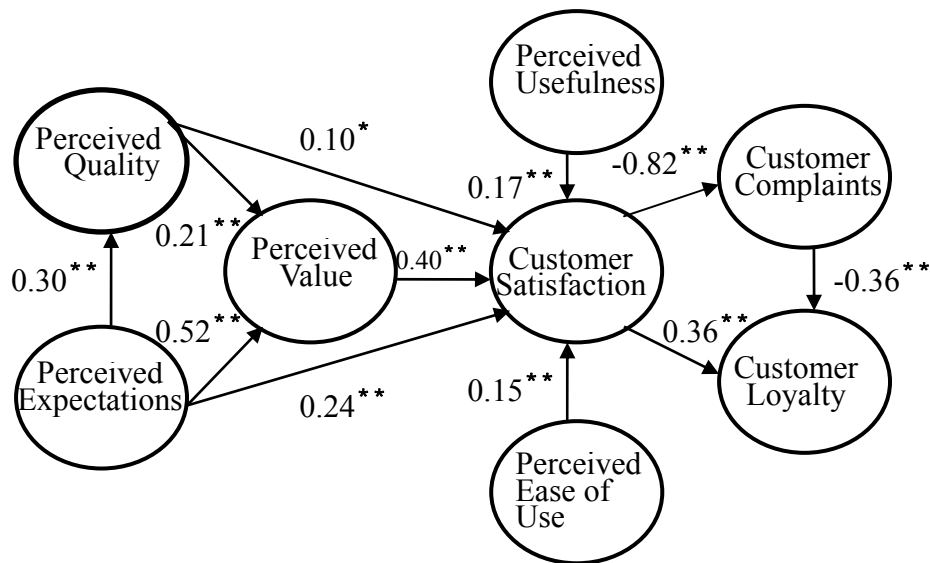 Perceived
Usefulness
Perceived
Quality
0.10*
-0.82**
Customer
Complaints
0.17**
0.21**
Perceived
Value
0.40**
Customer
Satisfaction
0.30**
-0.36**
0.52**
0.36**
Perceived
Expectations
0.24**
0.15**
Customer
Loyalty
Perceived
Ease of
Use